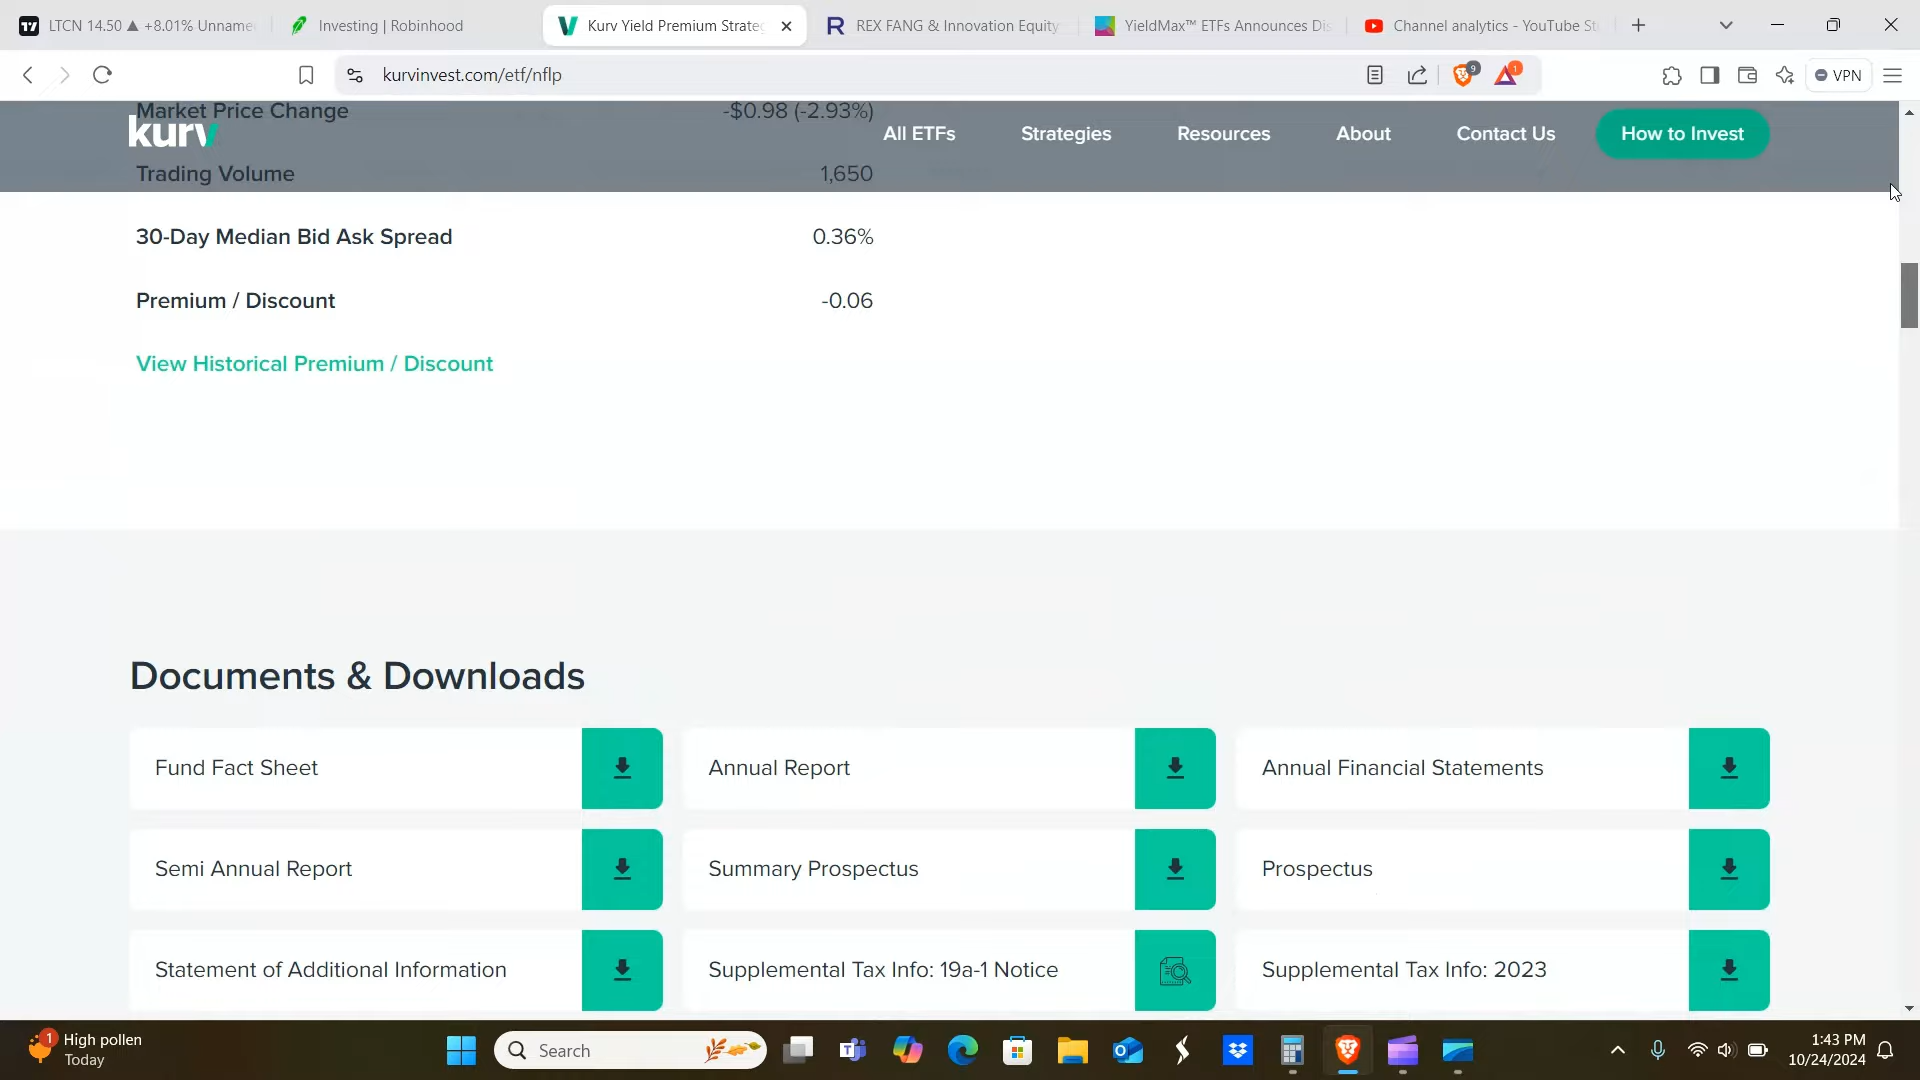 LTCN 14.50 ▲ +8.01% Unname
Investing | Robinhood
Kurv Yield Premium Strate
REX FANG & Innovation Equity
YieldMax™ ETFs Announces Dis
Channel analytics - YouTube St
kurvinvest.com/etf/nflp
9
1
VPN
Market Price Change -$0.98 (-2.93%)
kurv
All ETFs
Strategies
Resources
About
Contact Us
How to Invest
Trading Volume 1,650
30-Day Median Bid Ask Spread 0.36%
Premium / Discount -0.06
View Historical Premium / Discount
Documents & Downloads
Fund Fact Sheet
Annual Report
Annual Financial Statements
Semi Annual Report
Summary Prospectus
Prospectus
Statement of Additional Information
Supplemental Tax Info: 19a-1 Notice
Supplemental Tax Info: 2023
1
High pollen
Today
Search
1:43 PM
10/24/2024